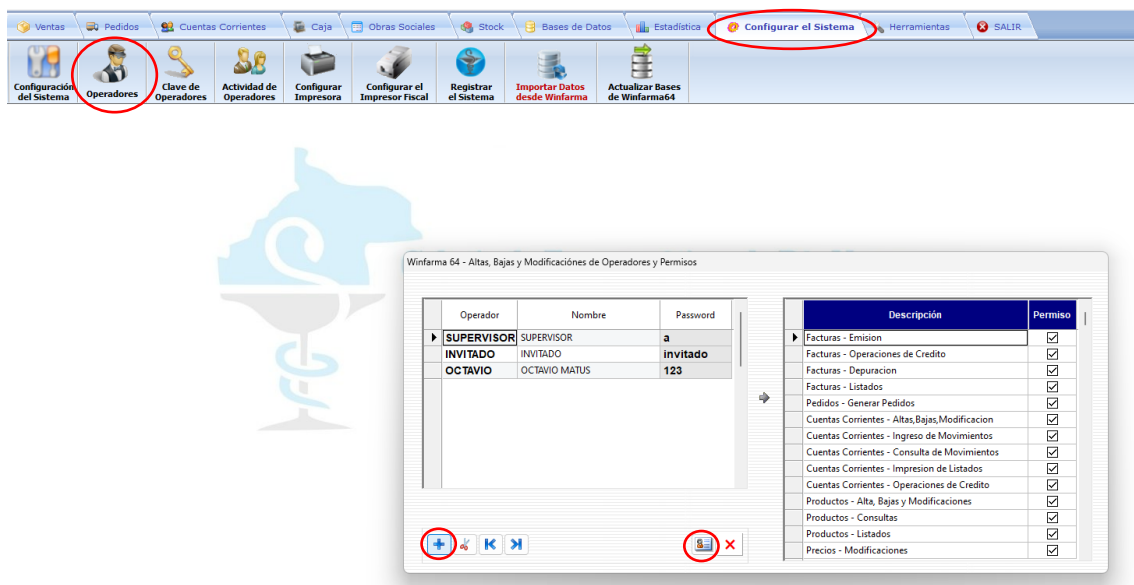 Ventas Pedidos Cuentas Corrientes Caja Obras Sociales Stock Bases de Datos Estadística Configurar el Sistema Herramientas SALIR
Configuración del Sistema
Operadores
Clave de Operadores
Actividad de Operadores
Configurar Impresora
Configurar el Impresor Fiscal
Registrar el Sistema
Importar Datos desde Winfarma
Actualizar Bases de Winfarma64
Winfarma 64 - Altas, Bajas y Modificaciónes de Operadores y Permisos
Operador Nombre Password
SUPERVISOR SUPERVISOR a
INVITADO INVITADO invitado
OCTAVIO OCTAVIO MATUS 123
Descripción Permiso
Facturas - Emision
Facturas - Operaciones de Credito
Facturas - Depuracion
Facturas - Listados
Pedidos - Generar Pedidos
Cuentas Corrientes - Altas,Bajas,Modificacion
Cuentas Corrientes - Ingreso de Movimientos
Cuentas Corrientes - Consulta de Movimientos
Cuentas Corrientes - Impresion de Listados
Cuentas Corrientes - Operaciones de Credito
Productos - Alta, Bajas y Modificaciones
Productos - Consultas
Productos - Listados
Precios - Modificaciones